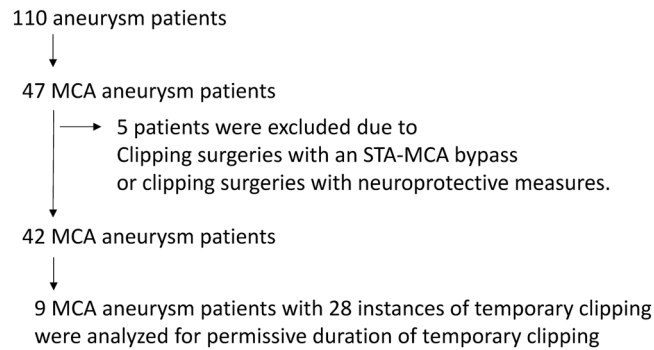 110 aneurysm patients
47 MCA aneurysm patients
5 patients were excluded due to
Clipping surgeries with an STA-MCA bypass
or clipping surgeries with neuroprotective measures.
42 MCA aneurysm patients
9 MCA aneurysm patients with 28 instances of temporary clipping
were analyzed for permissive duration of temporary clipping